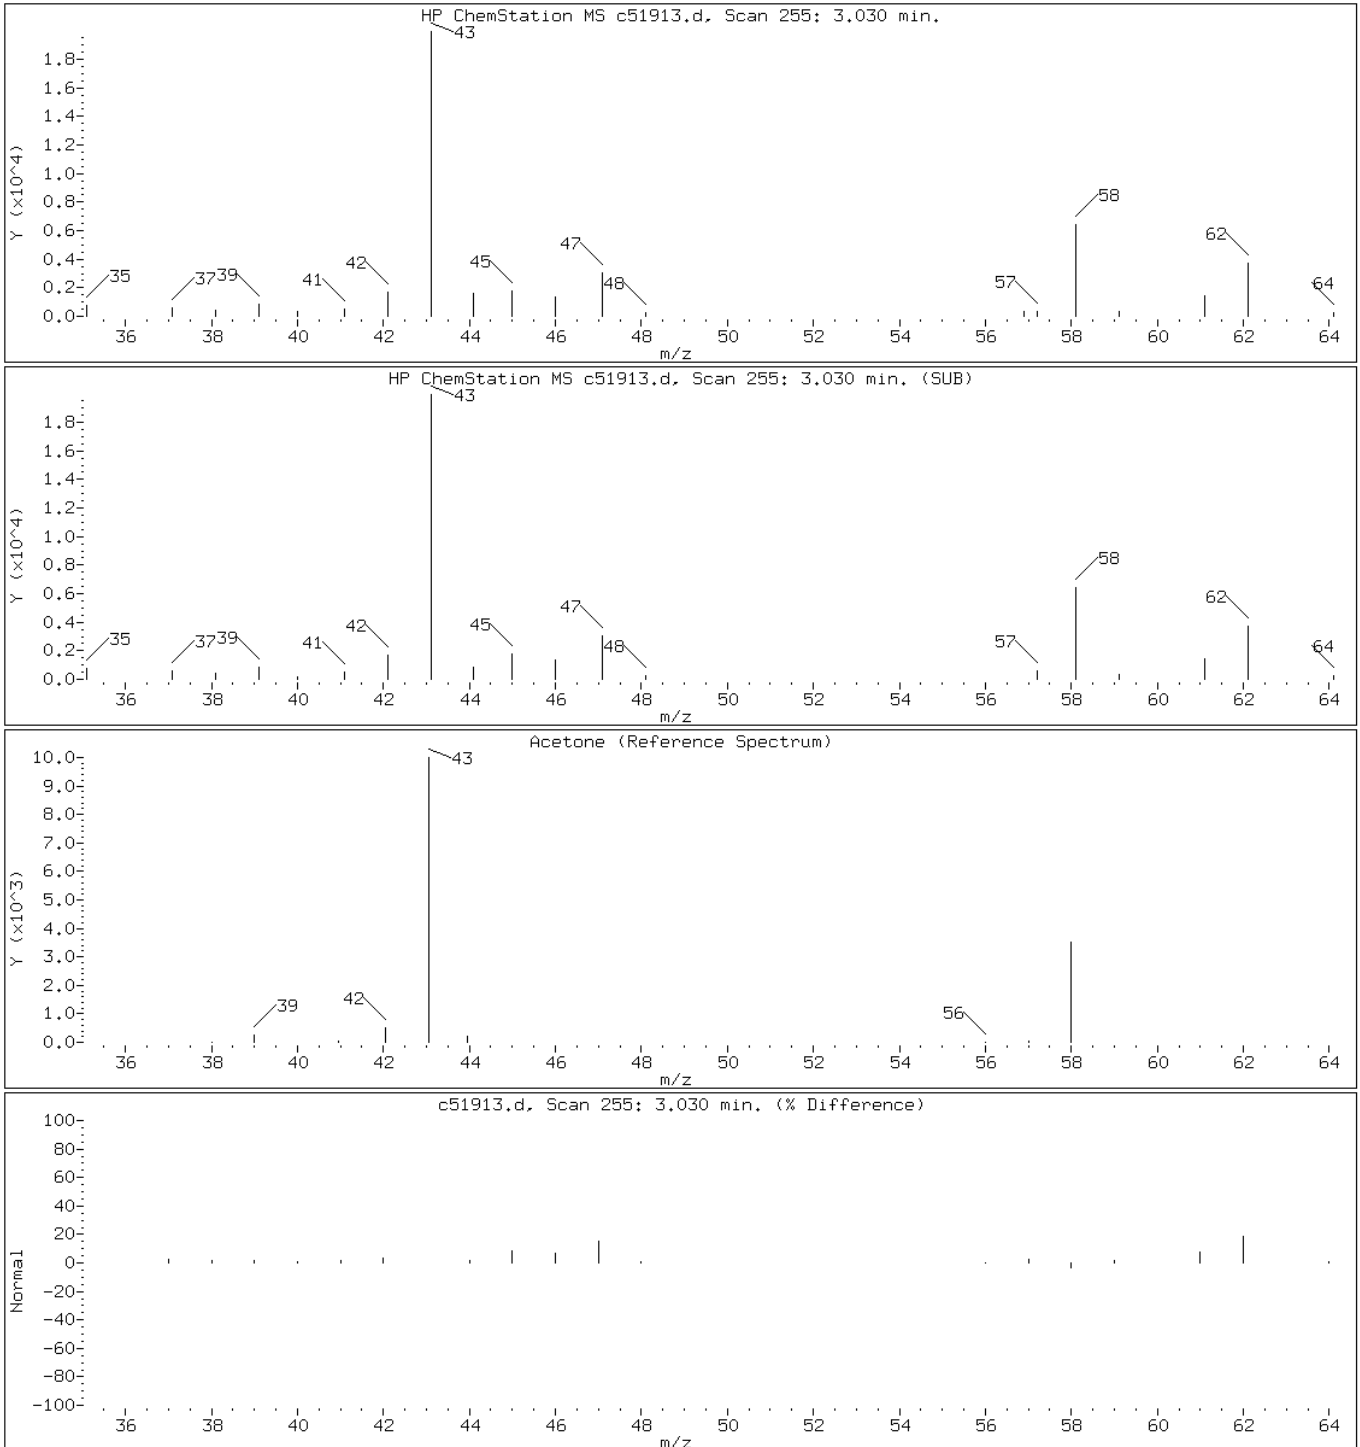 HP ChemStation MS c51913.d, Scan 255: 3.030 min.
43
1.8
1.6
1.4
1.2
1.0
0.8
0.6
0.4
0.2
0.0
Y (x10^4)
35 37 39 41 42 45 47 48 57 58 62 64
36 38 40 42 44 46 48 50 52 54 56 58 60 62 64
m/z
HP ChemStation MS c51913.d, Scan 255: 3.030 min. (SUB)
43
1.8
1.6
1.4
1.2
1.0
0.8
0.6
0.4
0.2
0.0
Y (x10^4)
35 37 39 41 42 45 47 48 57 58 62 64
36 38 40 42 44 46 48 50 52 54 56 58 60 62 64
m/z
Acetone (Reference Spectrum)
43
10.0
9.0
8.0
7.0
6.0
5.0
4.0
3.0
2.0
1.0
0.0
Y (x10^3)
39 42 56
36 38 40 42 44 46 48 50 52 54 56 58 60 62 64
m/z
c51913.d, Scan 255: 3.030 min. (% Difference)
100
80
60
40
20
0
-20
-40
-60
-80
-100
Normal
36 38 40 42 44 46 48 50 52 54 56 58 60 62 64
m/z